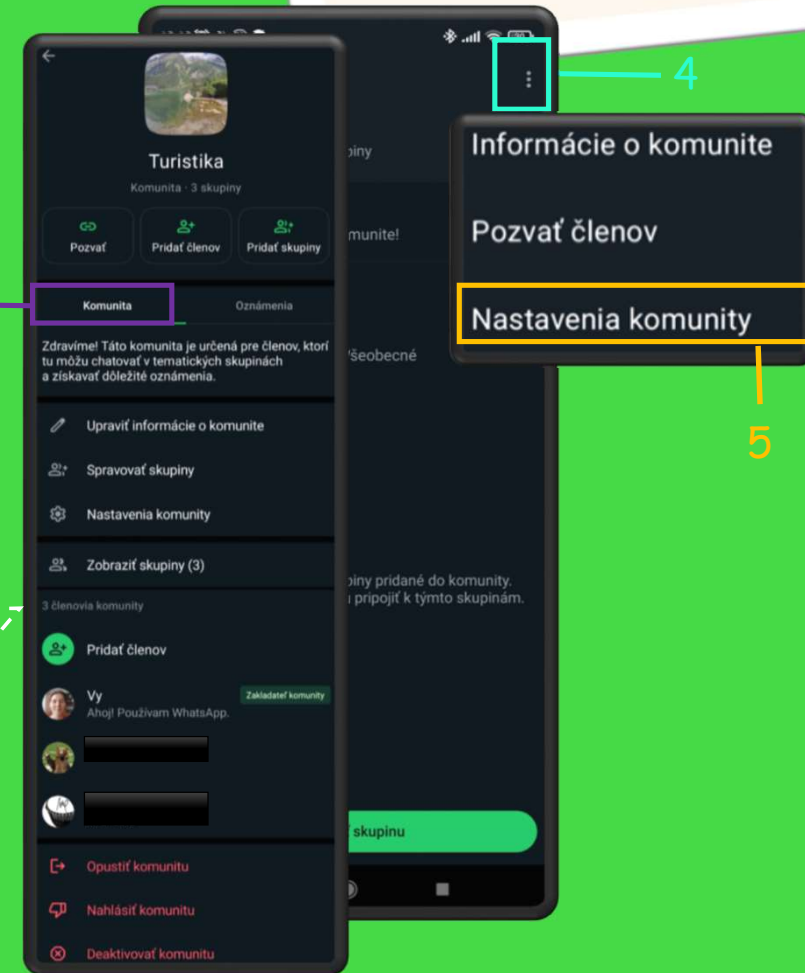 Turistika
Komunita · 3 skupiny
Pozvať
Pridať členov
Pridať skupiny
Komunita
Oznámenia
Zdravíme! Táto komunita je určená pre členov, ktorí
tu môžu chatovať v tematických skupinách
a získavať dôležité oznámenia.
Upraviť informácie o komunite
Spravovať skupiny
Nastavenia komunity
Zobraziť skupiny (3)
3 členovia komunity
Pridať členov
Vy
Zakladateľ komunity
Ahoj! Používam WhatsApp.
Opustiť komunitu
Nahlásiť komunitu
Deaktivovať komunitu
piny
munite!
Všeobecné
piny pridané do komunity.
pripojiť k týmto skupinám.
skupinu
4
Informácie o komunite
Pozvať členov
Nastavenia komunity
5